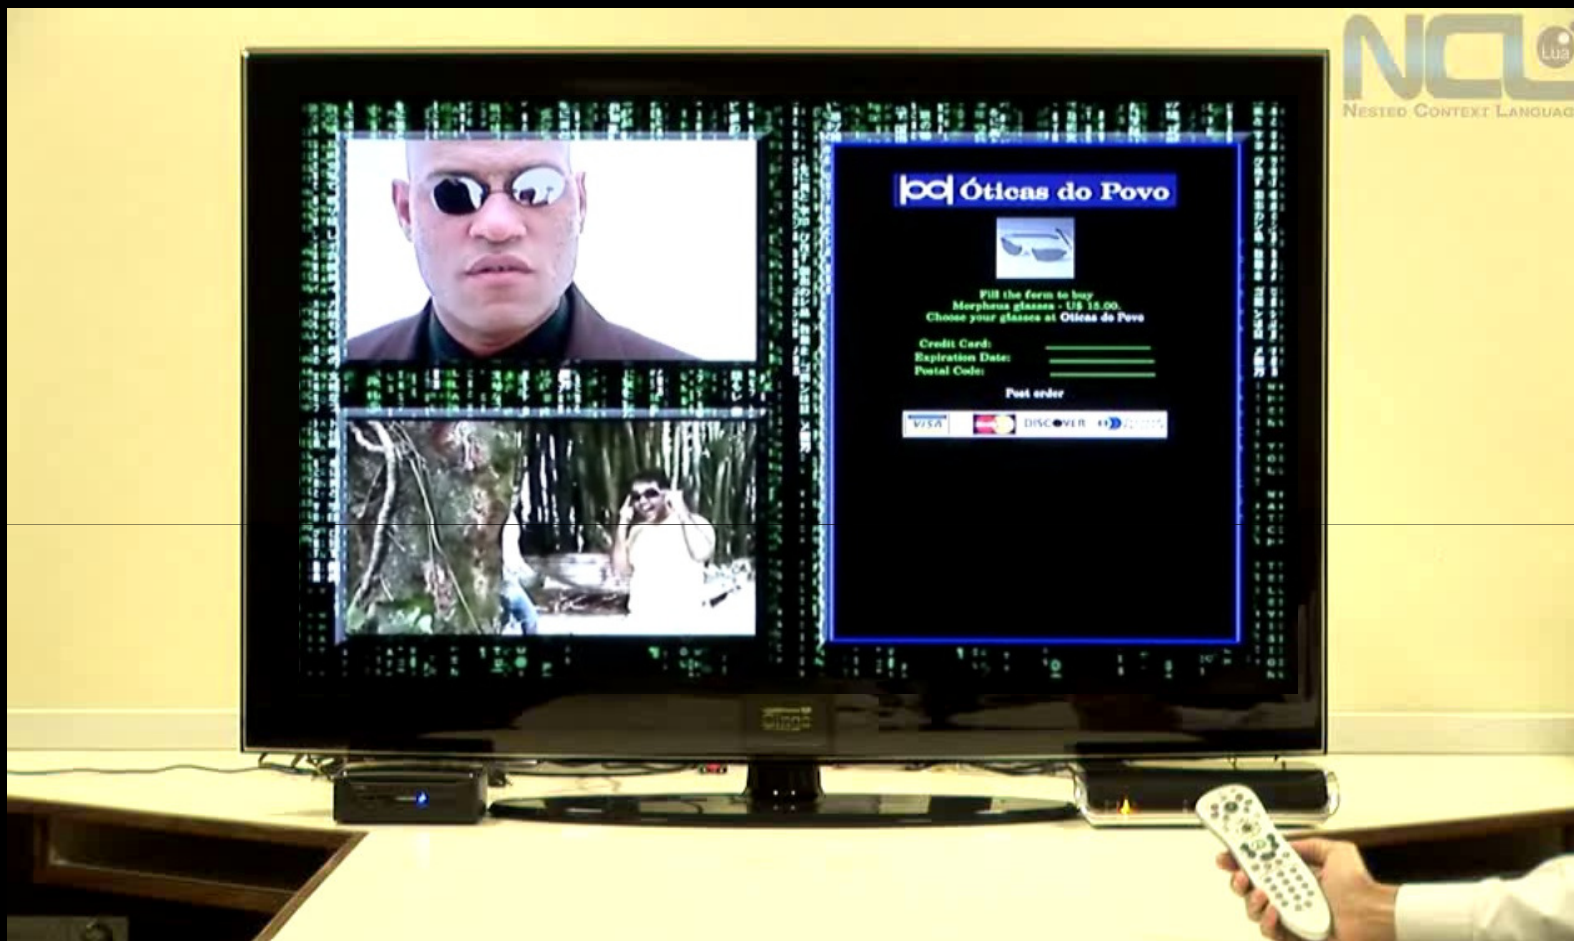 NCL
Lua
NESTED CONTEXT LANGUAG
Óticas do Povo
Fill the form to buy
Morpheus glasses - U$ 15.00.
Choose your glasses at Oticas do Povo
Credit Card:
Expiration Date:
Postal Code:
Post order
VISA DISCOVER